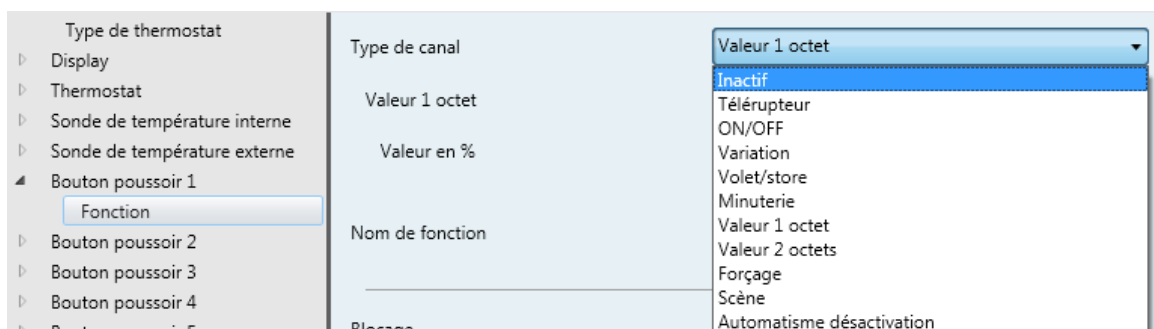 Type de thermostat
Display
Thermostat
Sonde de température interne
Sonde de température externe
Bouton poussoir 1
Fonction
Bouton poussoir 2
Bouton poussoir 3
Bouton poussoir 4
Type de canal
Valeur 1 octet
Valeur 1 octet
Valeur en %
Nom de fonction
Inactif
Télérupteur
ON/OFF
Variation
Volet/store
Minuterie
Valeur 1 octet
Valeur 2 octets
Forçage
Scène
Automatisme désactivation